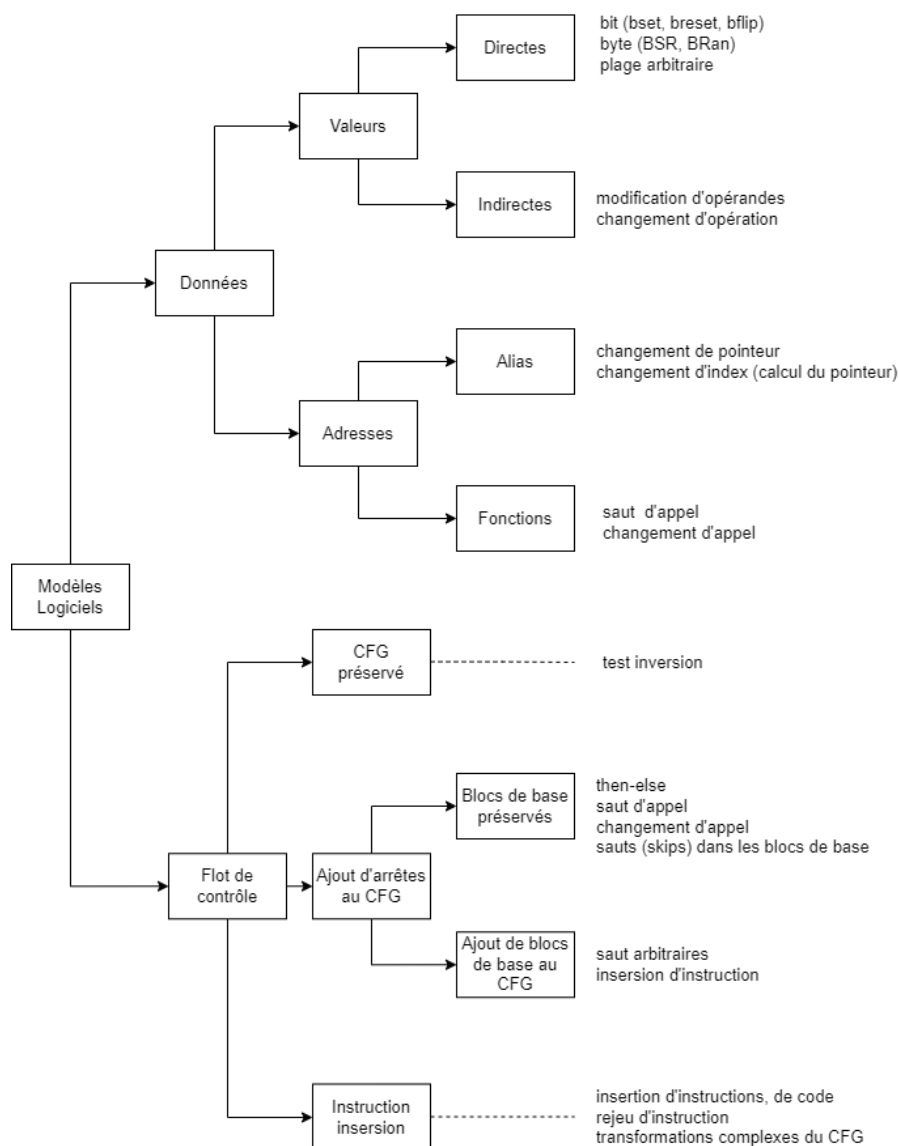 bit (bset, breset, bflip)
byte (BSR, BRan)
plage arbitraire
Directes
Valeurs
Indirectes
modification d'opérandes
changement d'opération
Données
Alias
changement de pointeur
changement d'index (calcul du pointeur)
Adresses
Fonctions
saut d'appel
changement d'appel
Modèles
Logiciels
CFG
préservé
test inversion
Blocs de base
préservés
then-else
saut d'appel
changement d'appel
sauts (skips) dans les blocs de base
Flot de
contrôle
Ajout d'arrêtes
au CFG
Ajout de blocs
de base au
CFG
saut arbitraires
insersion d'instruction
Instruction
insersion
insertion d'instructions, de code
rejeu d'instruction
transformations complexes du CFG